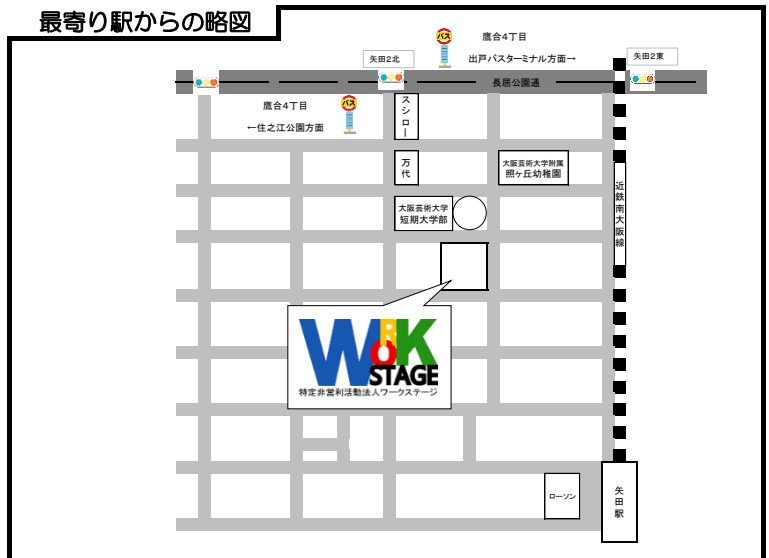 最寄り駅からの略図
バス
鷹合4丁目
出戸バスターミナル方面→
矢田2北
矢田2東
長居公園通
鷹合4丁目
バス
←住之江公園方面
スシロー
万代
大阪芸術大学附属
照ヶ丘幼稚園
近鉄南大阪線
大阪芸術大学
短期大学部
WORK
STAGE
特定非営利活動法人ワークステージ
ローソン
矢田駅